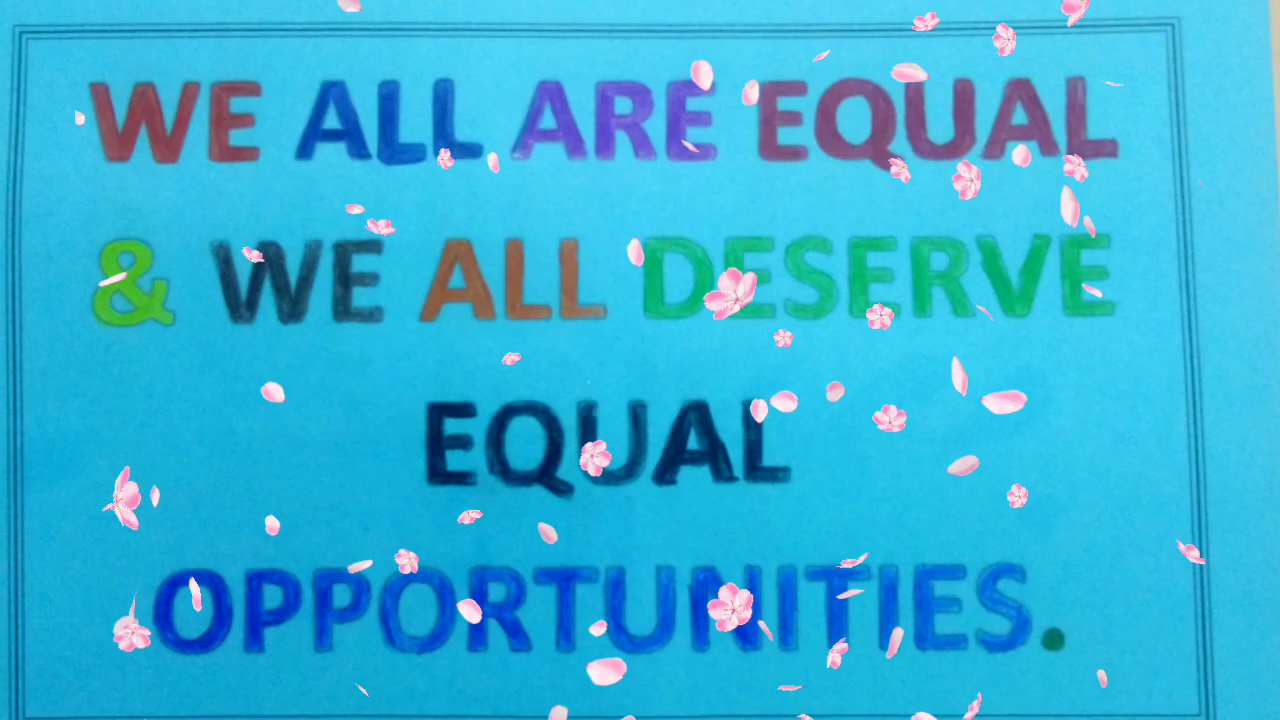 WE ALL ARE EQUAL
& WE ALL DESERVE
EQUAL
OPPORTUNITIES.